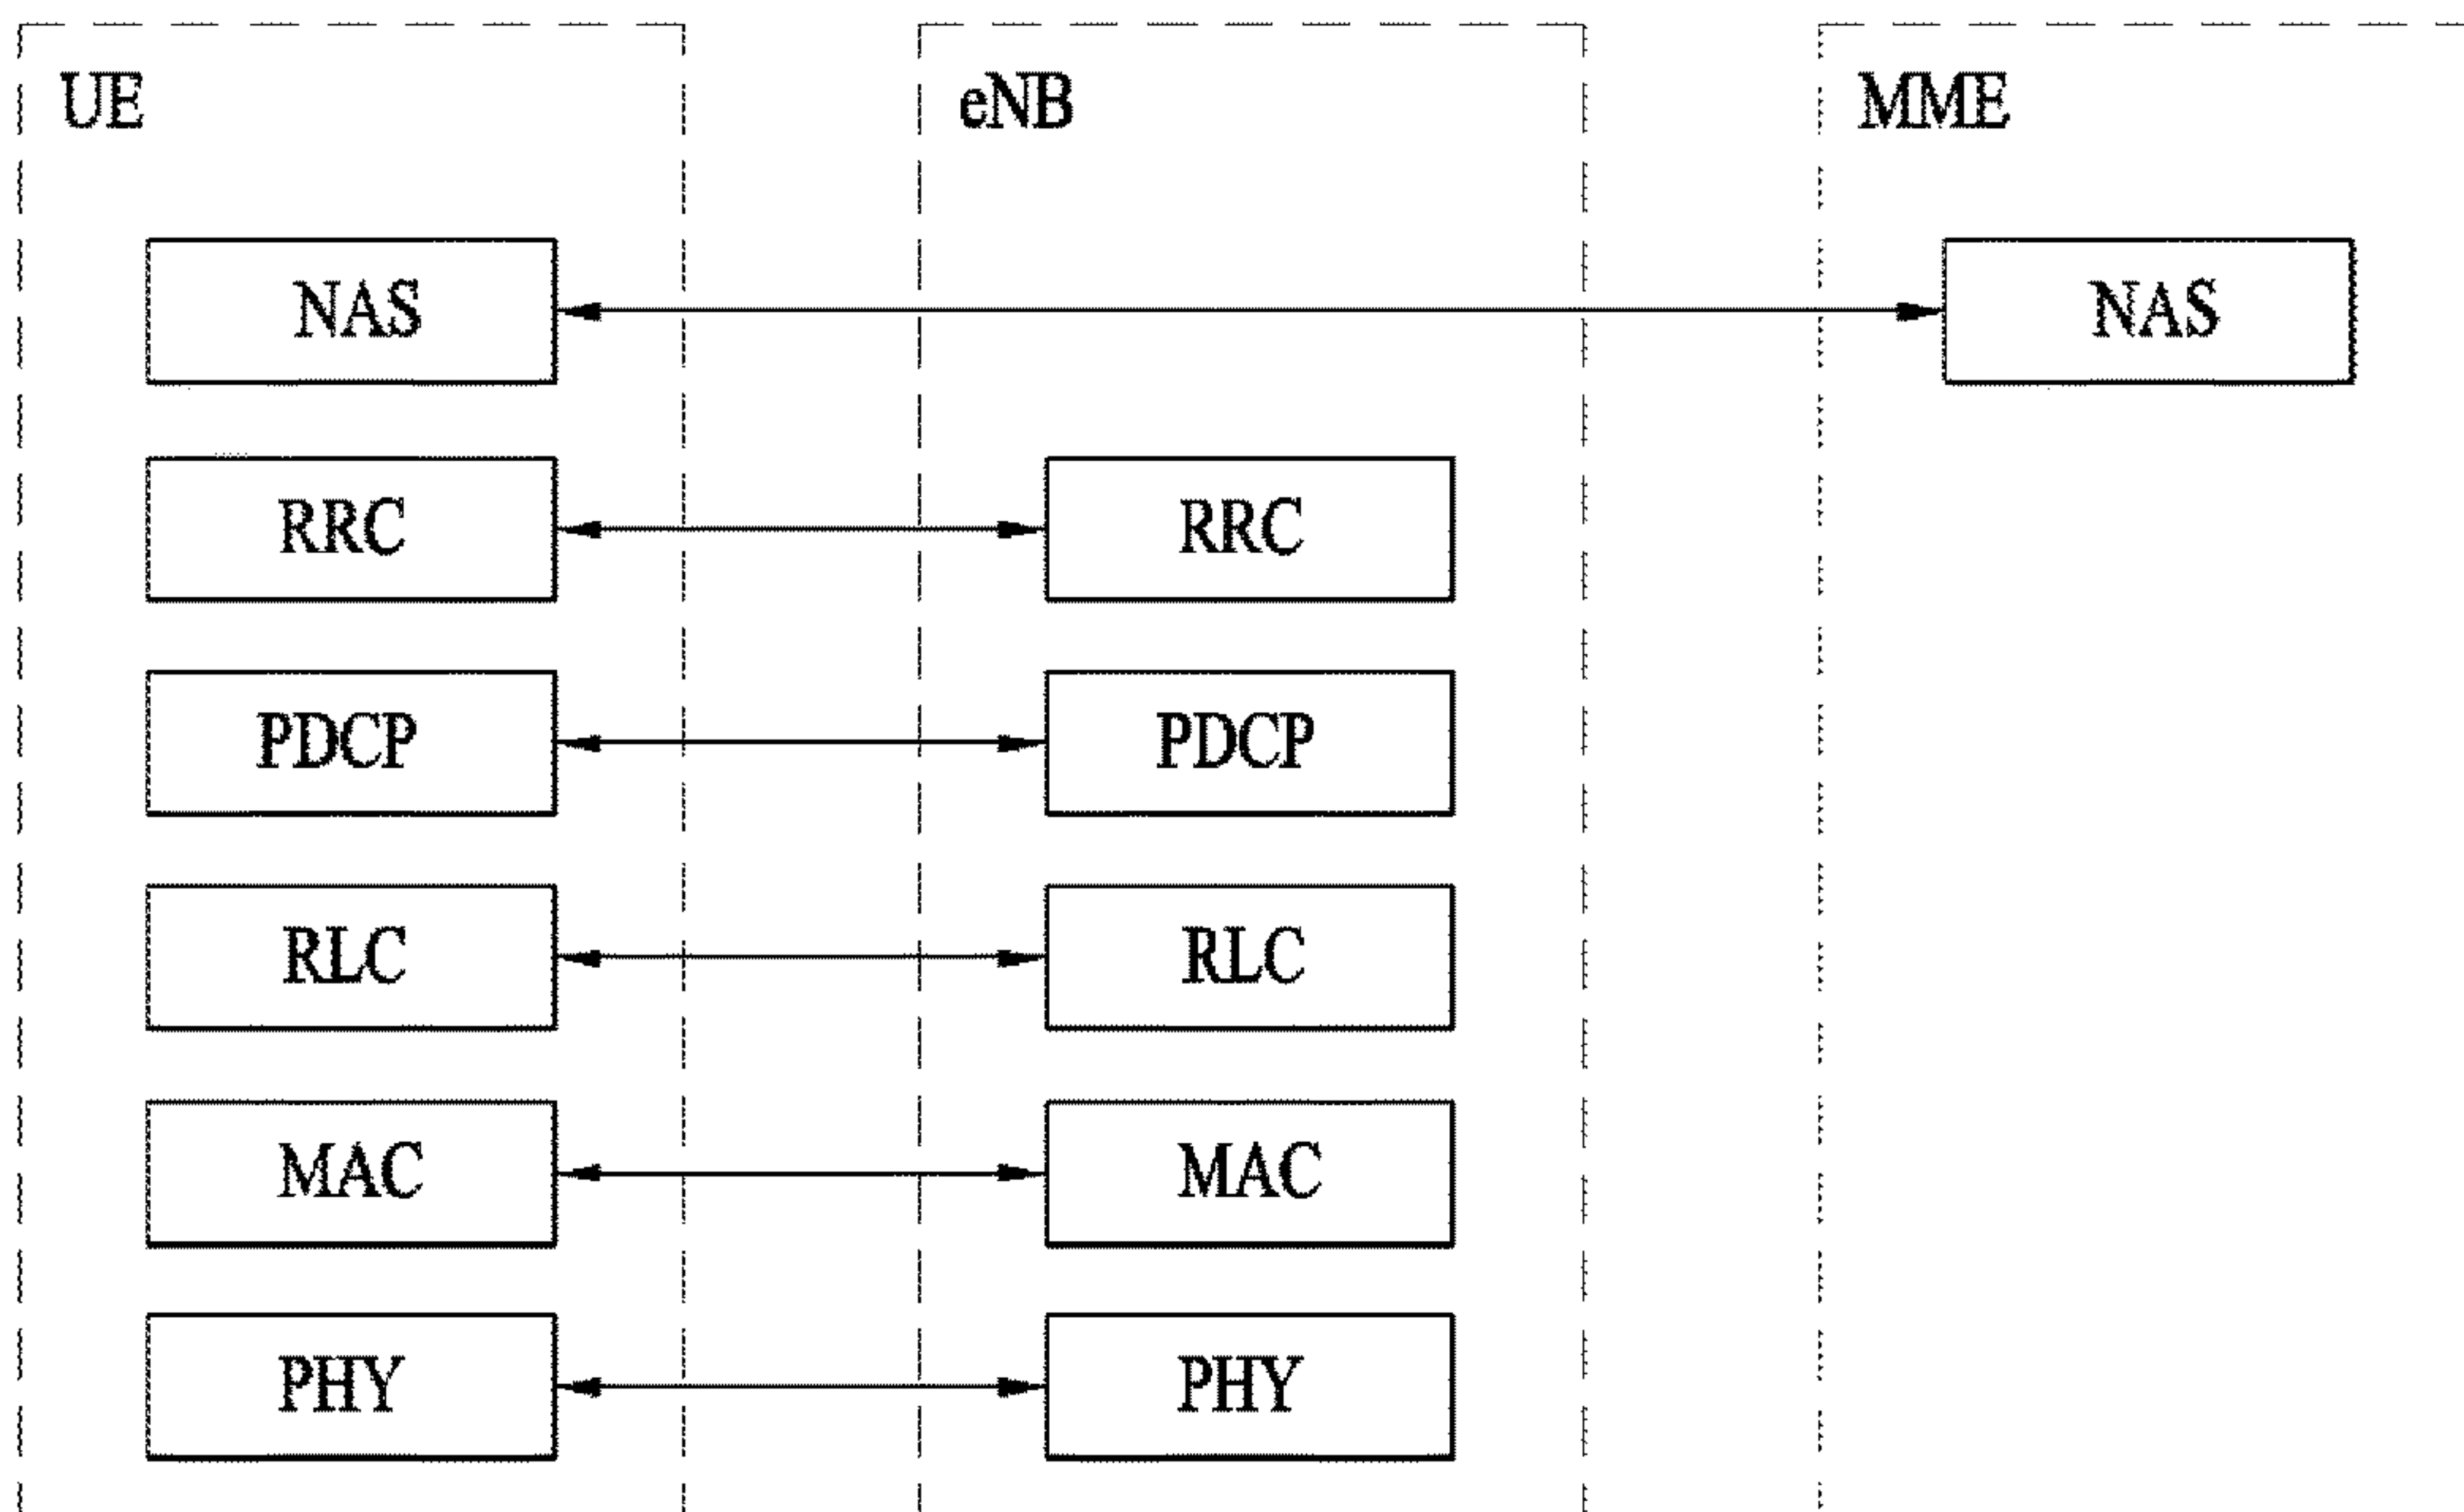 UE eNB MME
NAS NAS
RRC RRC
PDCP PDCP
RLC RLC
MAC MAC
PHY PHY